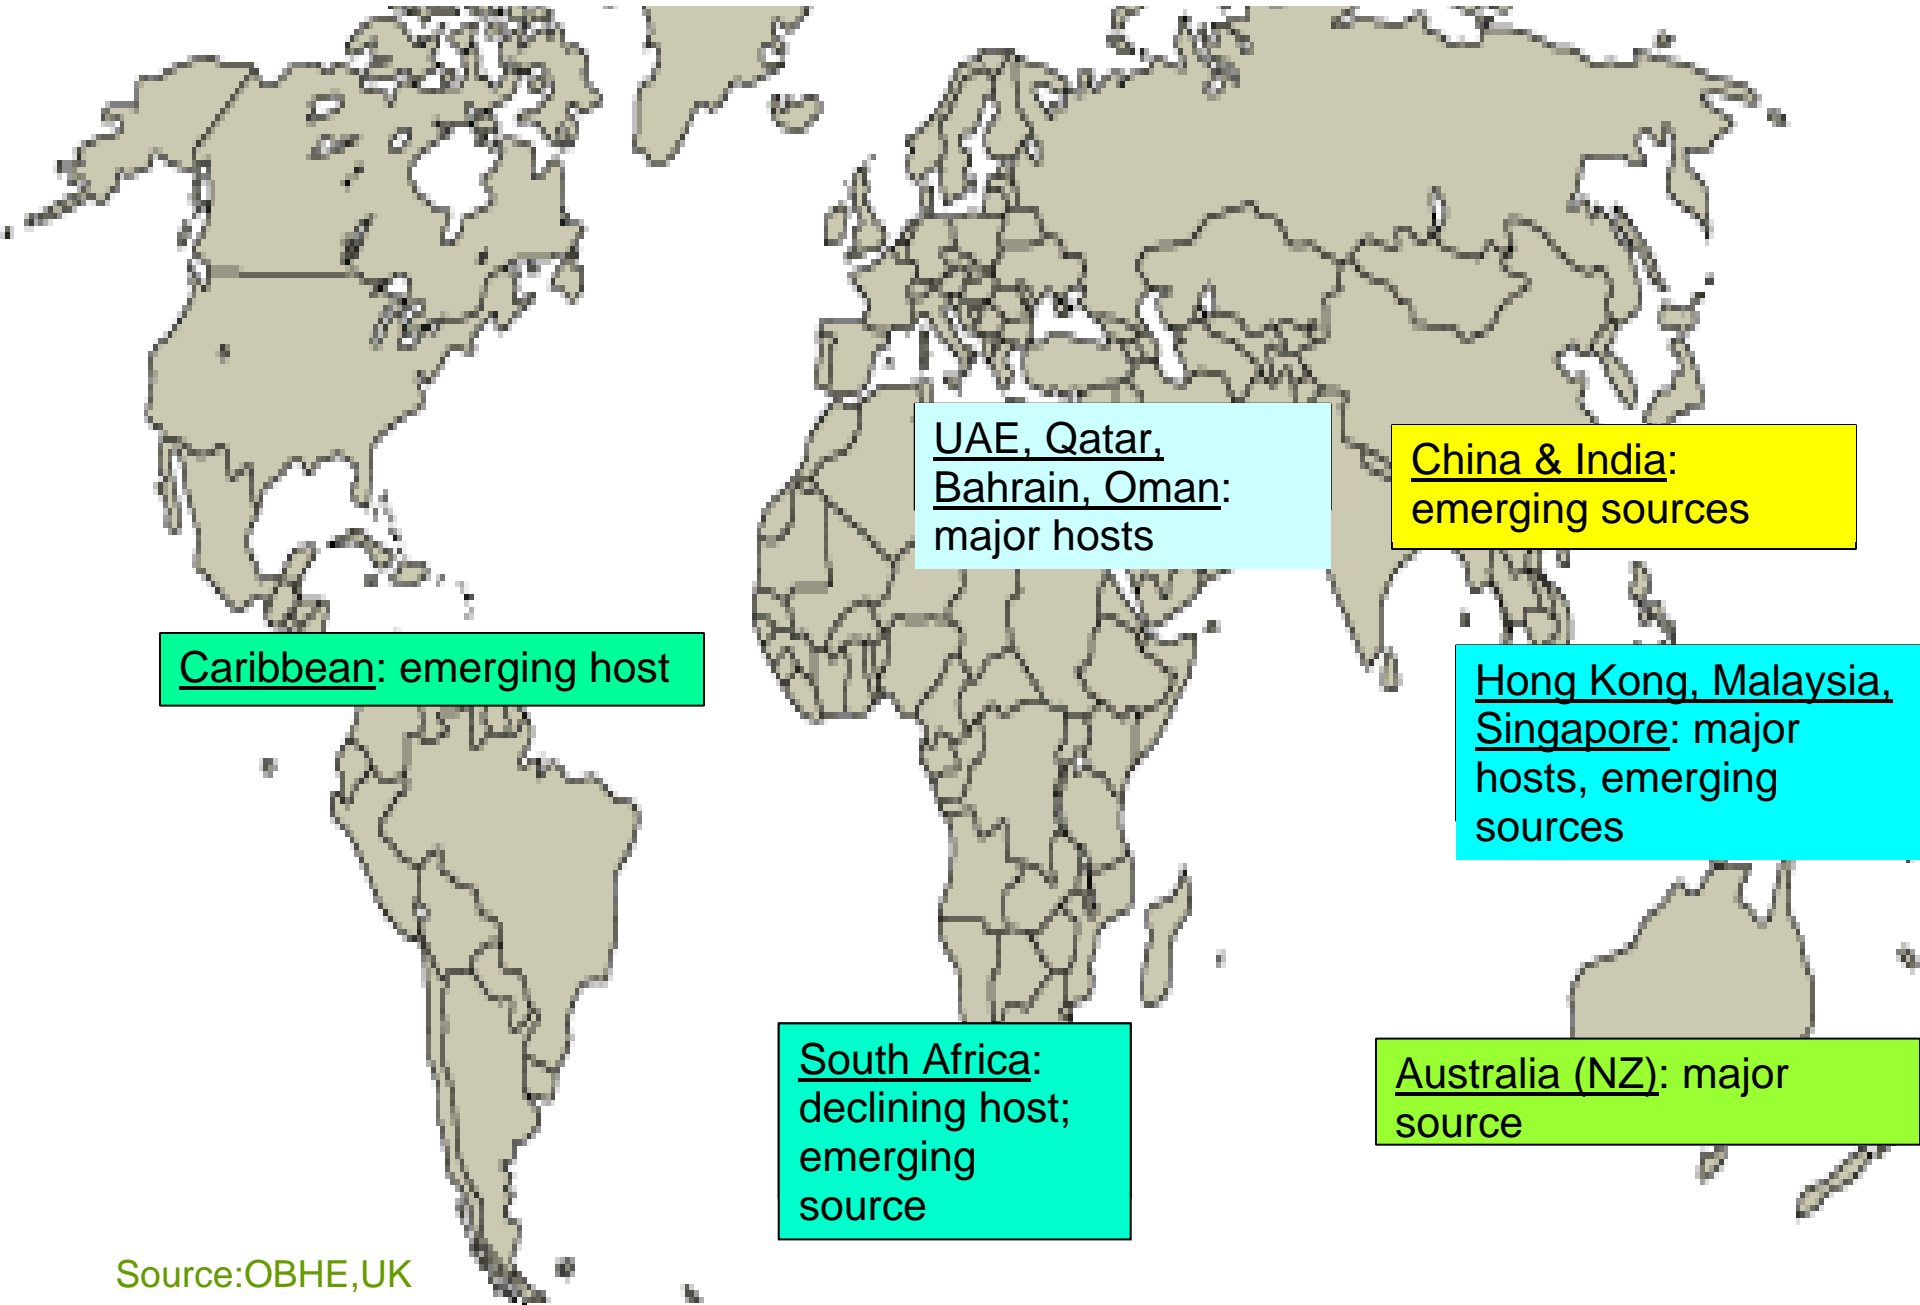 UAE, Qatar,
Bahrain, Oman:
major hosts
China & India:
emerging sources
Caribbean: emerging host
Hong Kong, Malaysia,
Singapore: major
hosts, emerging
sources
South Africa:
declining host;
emerging
source
Australia (NZ): major
source
Source:OBHE,UK